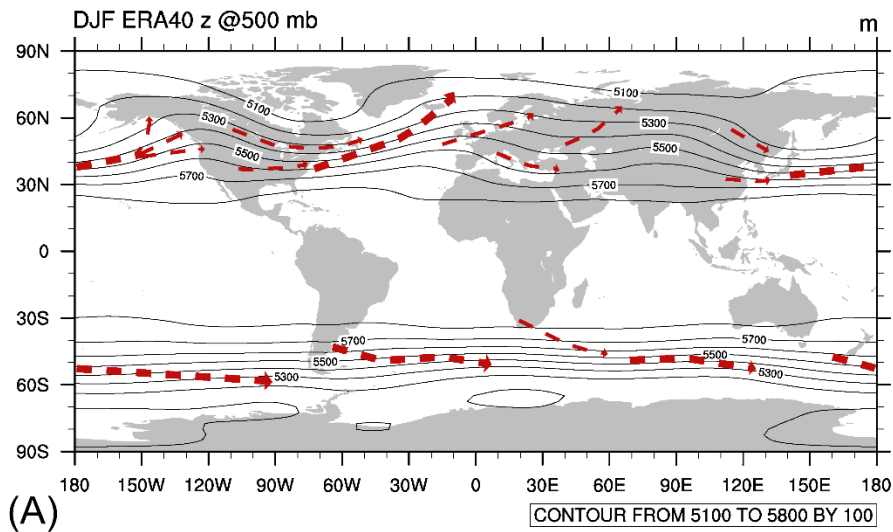 DJF ERA40 z @500 mb
m
90N
60N
30N
0
30S
60S
90S
5100
5300
5500
5700
5100
5300
5500
5700
5700
5500
5300
5700
5500
5300
180
150W
120W
90W
60W
30W
0
30E
60E
90E
120E
150E
180
(A)
CONTOUR FROM 5100 TO 5800 BY 100